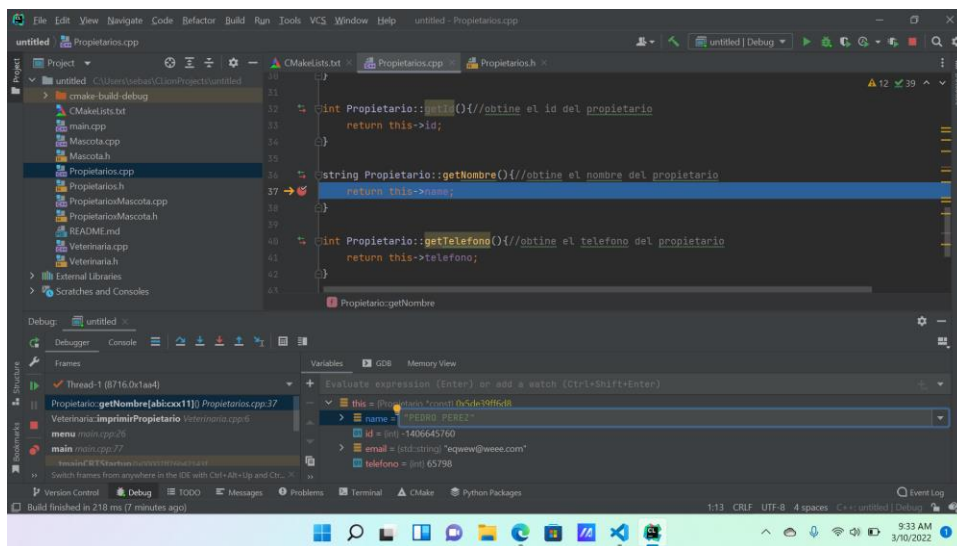 File Edit View Navigate Code Refactor Build Run Tools VCS Window Help untitled - Propietarios.cpp
untitled Propietarios.cpp untitled | Debug
Project CMakeLists.txt Propietarios.cpp Propietarios.h
untitled C:\Users\sebas\CLionProjects\untitled
cmake-build-debug
CMakeLists.txt
main.cpp
Mascota.cpp
Mascota.h
Propietarios.cpp
Propietarios.h
PropietarioxMascota.cpp
PropietarioxMascota.h
README.md
Veterinaria.cpp
Veterinaria.h
External Libraries
Scratches and Consoles
12 39
30 }
31
32 int Propietario::getId(){//obtine el id del propietario
33 return this->id;
34 }
35
36 string Propietario::getNombre(){//obtine el nombre del propietario
37 return this->name;
38 }
39
40 int Propietario::getTelefono(){//obtine el telefono del propietario
41 return this->telefono;
42 }
43
Propietario::getNombre
Debug: untitled
Debugger Console
Frames
Thread-1 (8716.0x1aa4)
Propietario::getNombre[abi:cxx11]() Propietarios.cpp:37
Veterinaria::imprimirPropietario Veterinaria.cpp:6
menu main.cpp:26
main main.cpp:77
Switch frames from anywhere in the IDE with Ctrl+Alt+Up and Ctr...
Variables GDB Memory View
Evaluate expression (Enter) or add a watch (Ctrl+Shift+Enter)
this = {Propietario *const} 0x5de39ff6d8
name = "PEDRO PEREZ"
id = {int} -1406645760
email = {std::string} "eqwew@weee.com"
telefono = {int} 65798
Structure
Bookmarks
Version Control Debug TODO Messages Problems Terminal CMake Python Packages Event Log
Build finished in 218 ms (7 minutes ago) 1:13 CRLF UTF-8 4 spaces C++: untitled | Debug
9:33 AM
3/10/2022